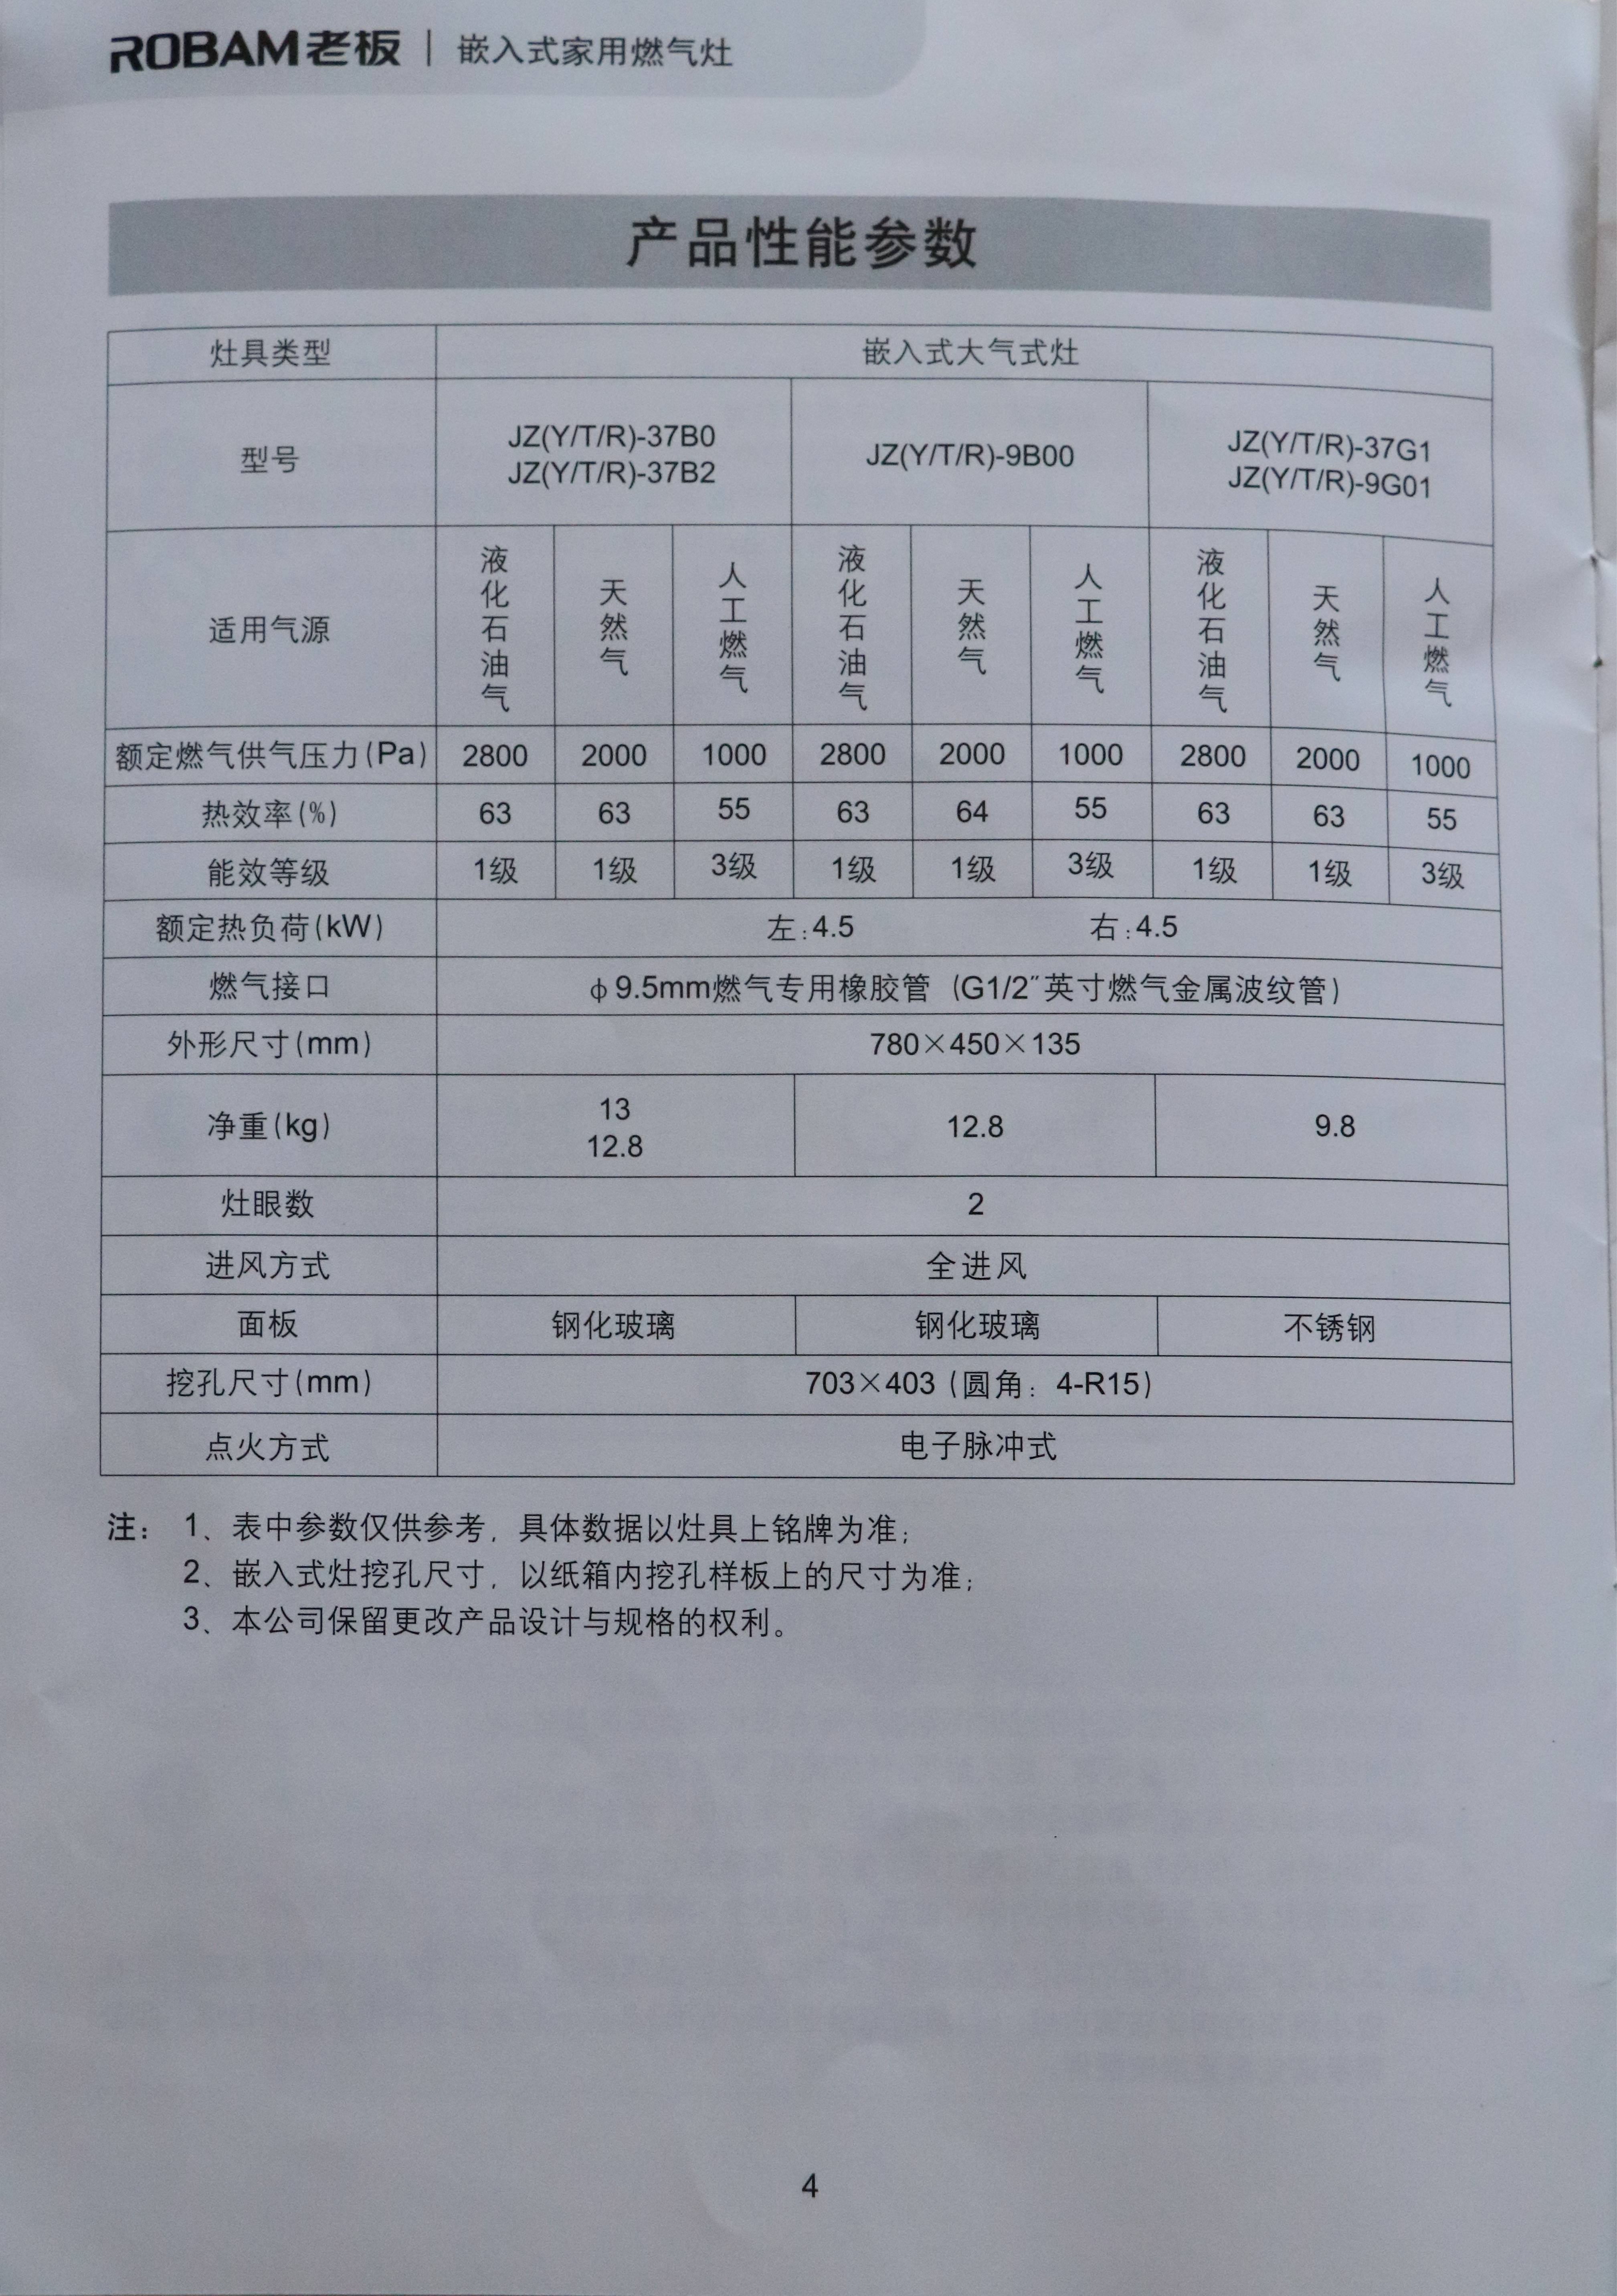 ROBAM老板 | 嵌入式家用燃气灶
产品性能参数
灶具类型 嵌入式大气式灶
型号 JZ(Y/T/R)-37B0 JZ(Y/T/R)-37B2 JZ(Y/T/R)-9B00 JZ(Y/T/R)-37G1 JZ(Y/T/R)-9G01
适用气源 液化石油气 天然气 人工燃气 液化石油气 天然气 人工燃气 液化石油气 天然气 人工燃气
额定燃气供气压力(Pa) 2800 2000 1000 2800 2000 1000 2800 2000 1000
热效率(%) 63 63 55 63 64 55 63 63 55
能效等级 1级 1级 3级 1级 1级 3级 1级 1级 3级
额定热负荷(kW) 左:4.5 右:4.5
燃气接口 φ9.5mm燃气专用橡胶管 (G1/2″英寸燃气金属波纹管)
外形尺寸(mm) 780×450×135
净重(kg) 13 12.8 12.8 9.8
灶眼数 2
进风方式 全进风
面板 钢化玻璃 钢化玻璃 不锈钢
挖孔尺寸(mm) 703×403 (圆角: 4-R15)
点火方式 电子脉冲式
注: 1、表中参数仅供参考, 具体数据以灶具上铭牌为准;
2、嵌入式灶挖孔尺寸, 以纸箱内挖孔样板上的尺寸为准;
3、本公司保留更改产品设计与规格的权利。
4